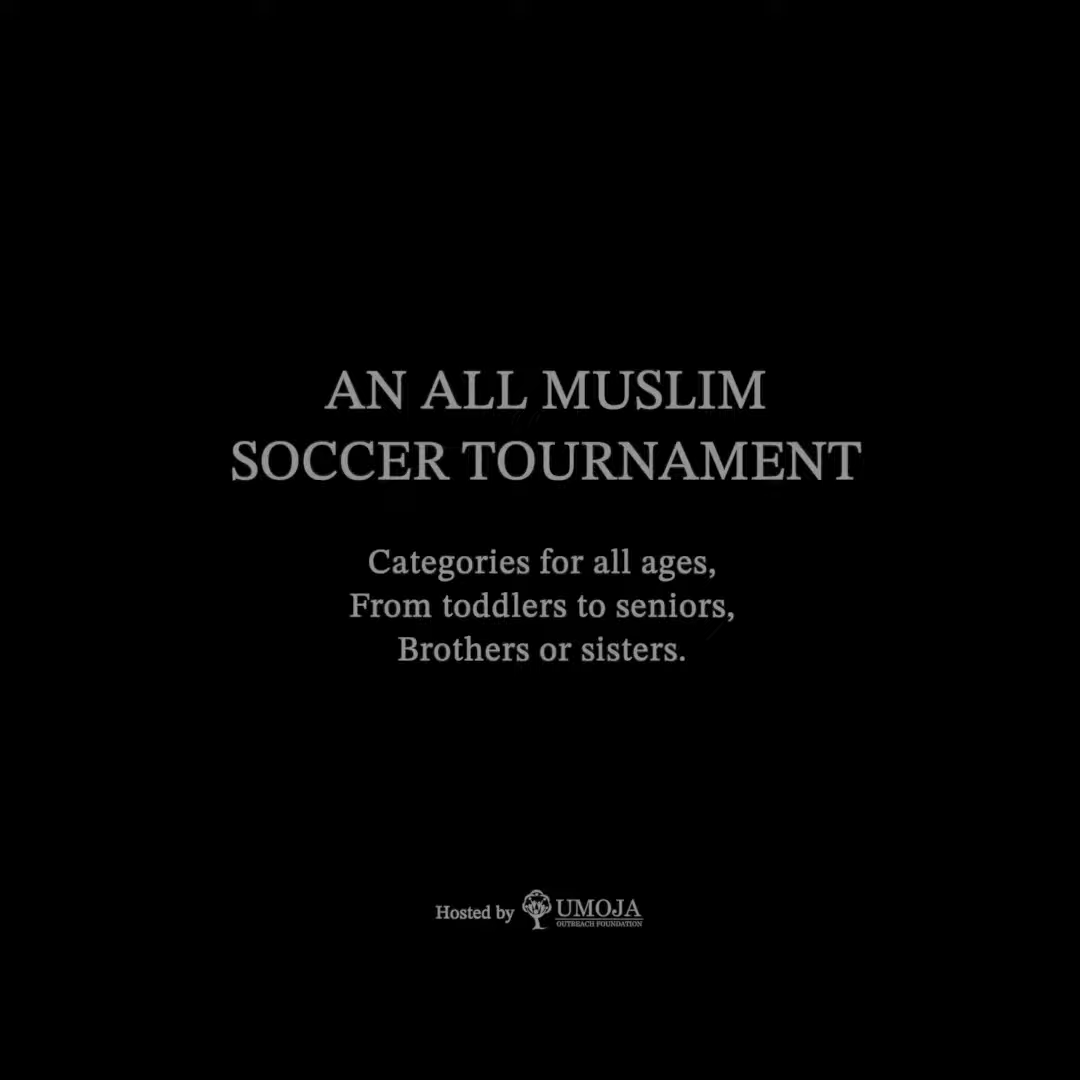 AN ALL MUSLIM
SOCCER TOURNAMENT
Categories for all ages,
From toddlers to seniors,
Brothers or sisters.
Hosted by UMOJA
OUTREACH FOUNDATION